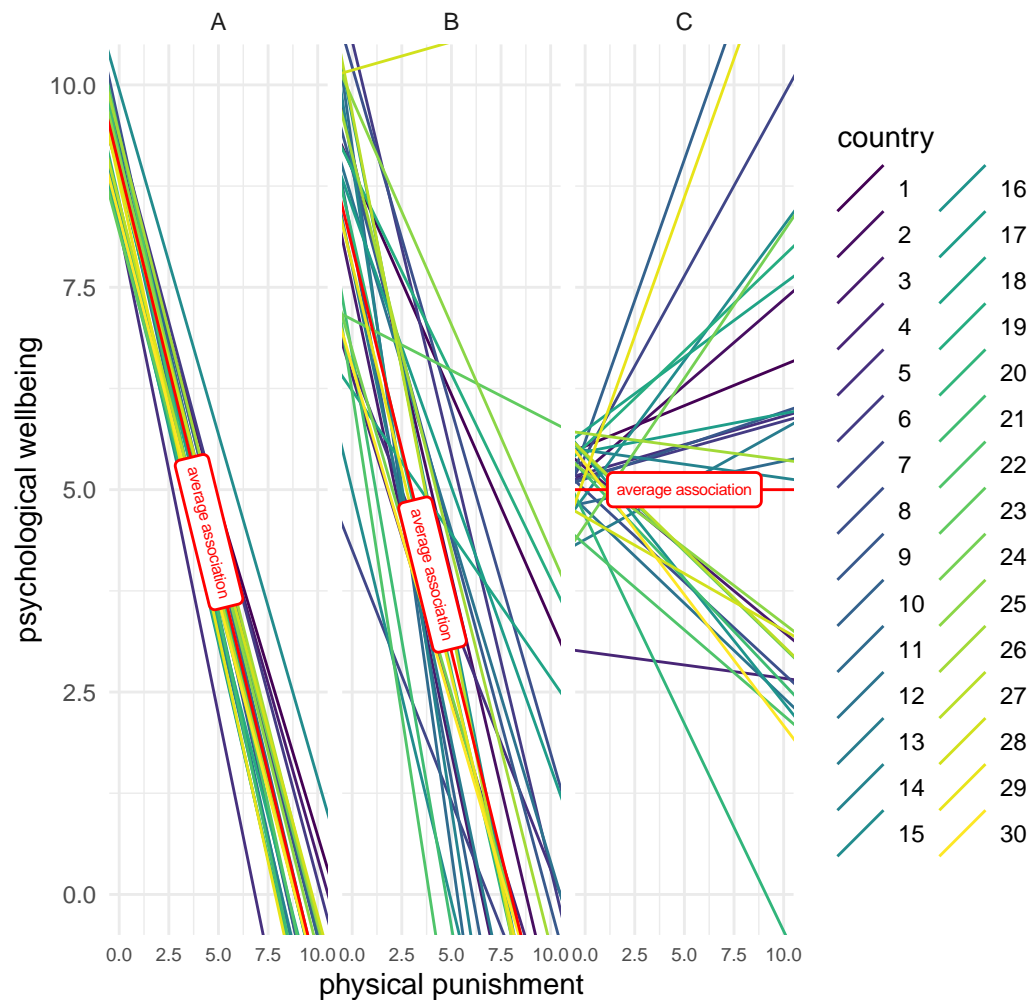 A B C
psychological wellbeing
10.0
7.5
5.0
2.5
0.0
average association
average association
average association
0.0 2.5 5.0 7.5 10.0 0.0 2.5 5.0 7.5 10.0 0.0 2.5 5.0 7.5 10.0
physical punishment
country
1 16
2 17
3 18
4 19
5 20
6 21
7 22
8 23
9 24
10 25
11 26
12 27
13 28
14 29
15 30